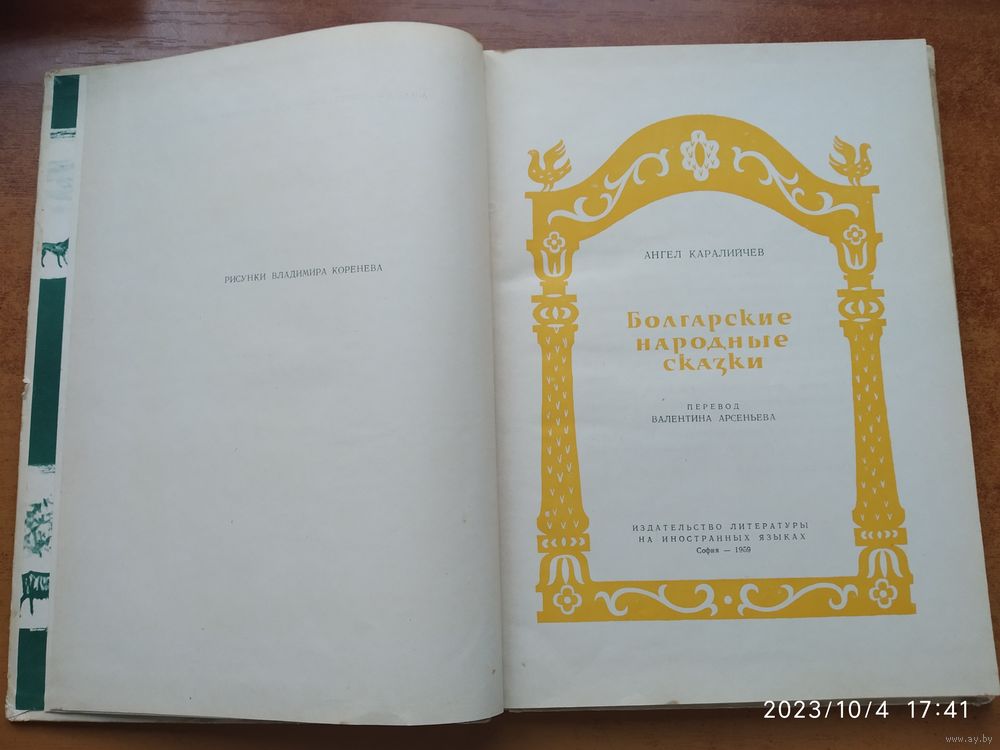 РИСУНКИ ВЛАДИМИРА КОРЕНЕВА
АНГЕЛ КАРАЛИЙЧЕВ
БОЛГАРСКИЕ
НАРОДНЫЕ
СКАЗКИ
ПЕРЕВОД
ВАЛЕНТИНА АРСЕНЬЕВА
ИЗДАТЕЛЬСТВО ЛИТЕРАТУРЫ
НА ИНОСТРАННЫХ ЯЗЫКАХ
София — 1959
2023/10/4 17:41
www.ay.by